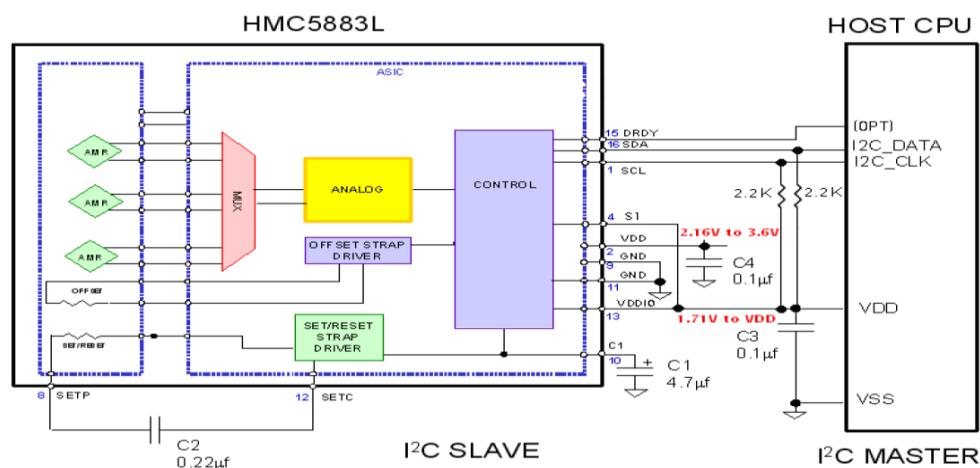 HMC5883L
HOST CPU
ASIC
AMR
AMR
AMR
MUX
ANALOG
CONTROL
OFFSET STRAP
DRIVER
OFFSET
SET/RESET
SET/RESET
STRAP
DRIVER
15 DRDY
16 SDA
1 SCL
4 S1
VDD
2
9 GND
GND
11
VDDIO
13
C1
10
(OPT)
I2C_DATA
I2C_CLK
2.2K
2.2K
2.16V to 3.6V
C4
0.1µf
1.71V to VDD
VDD
C3
0.1µf
C1
4.7µf
VSS
8 SETP
12 SETC
C2
0.22µf
I²C SLAVE
I²C MASTER